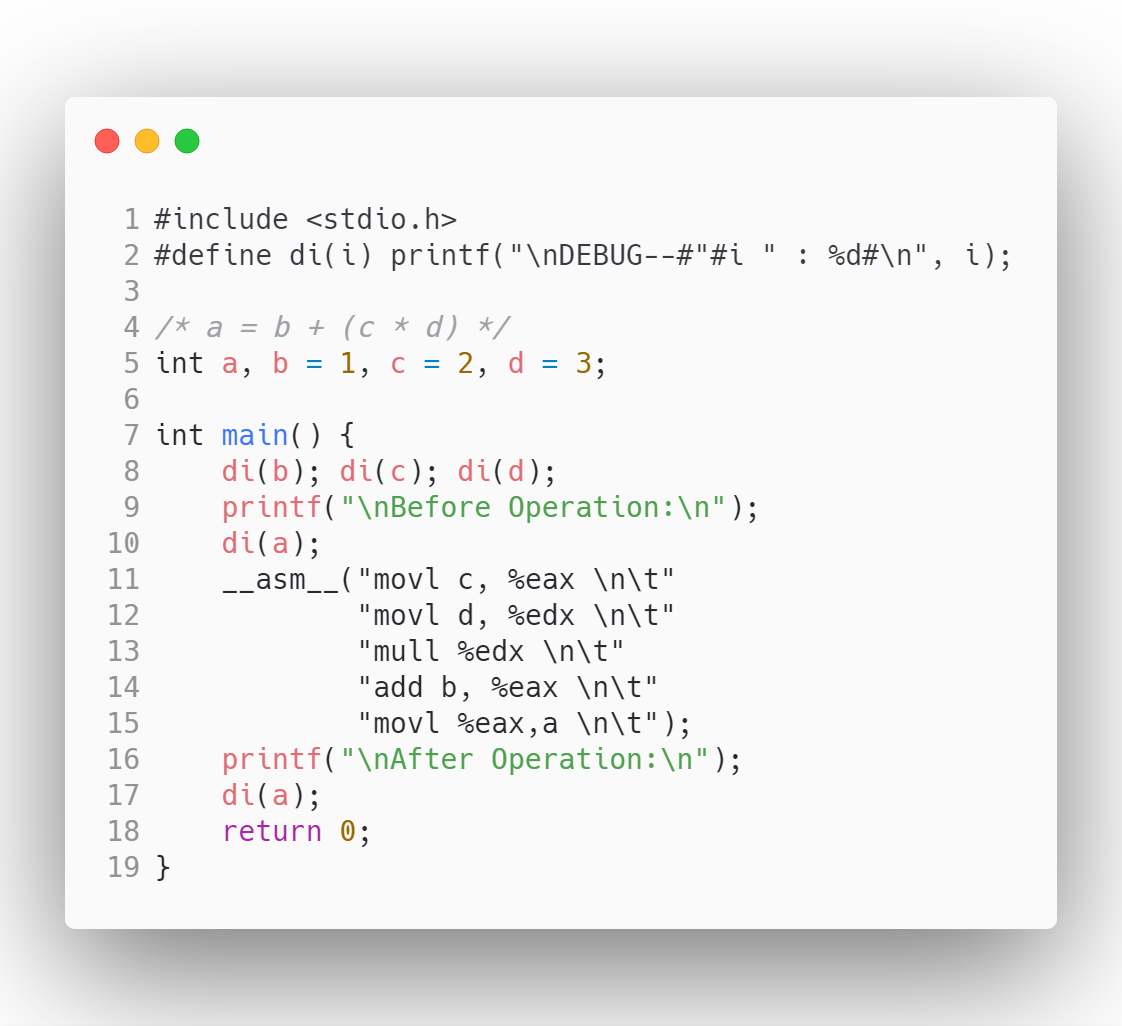 1 #include <stdio.h>
2 #define di(i) printf("\nDEBUG--#"#i " : %d#\n", i);
3
4 /* a = b + (c * d) */
5 int a, b = 1, c = 2, d = 3;
6
7 int main() {
8     di(b); di(c); di(d);
9     printf("\nBefore Operation:\n");
10     di(a);
11     __asm__("movl c, %eax \n\t"
12             "movl d, %edx \n\t"
13             "mull %edx \n\t"
14             "add b, %eax \n\t"
15             "movl %eax,a \n\t");
16     printf("\nAfter Operation:\n");
17     di(a);
18     return 0;
19 }